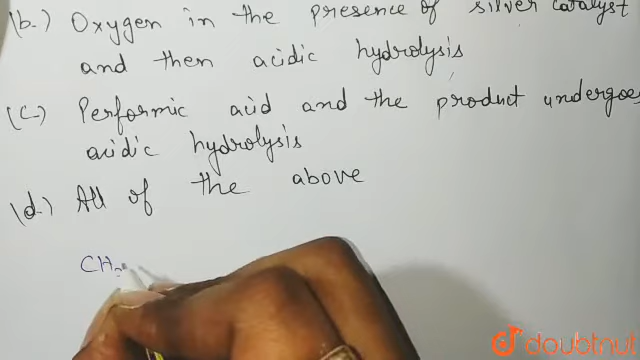 (b.) Oxygen in the presence of silver catalyst
and then acidic hydrolysis
(c.) Performic acid and the product undergoes
acidic hydrolysis
(d.) All of the above
CH2
doubtnut